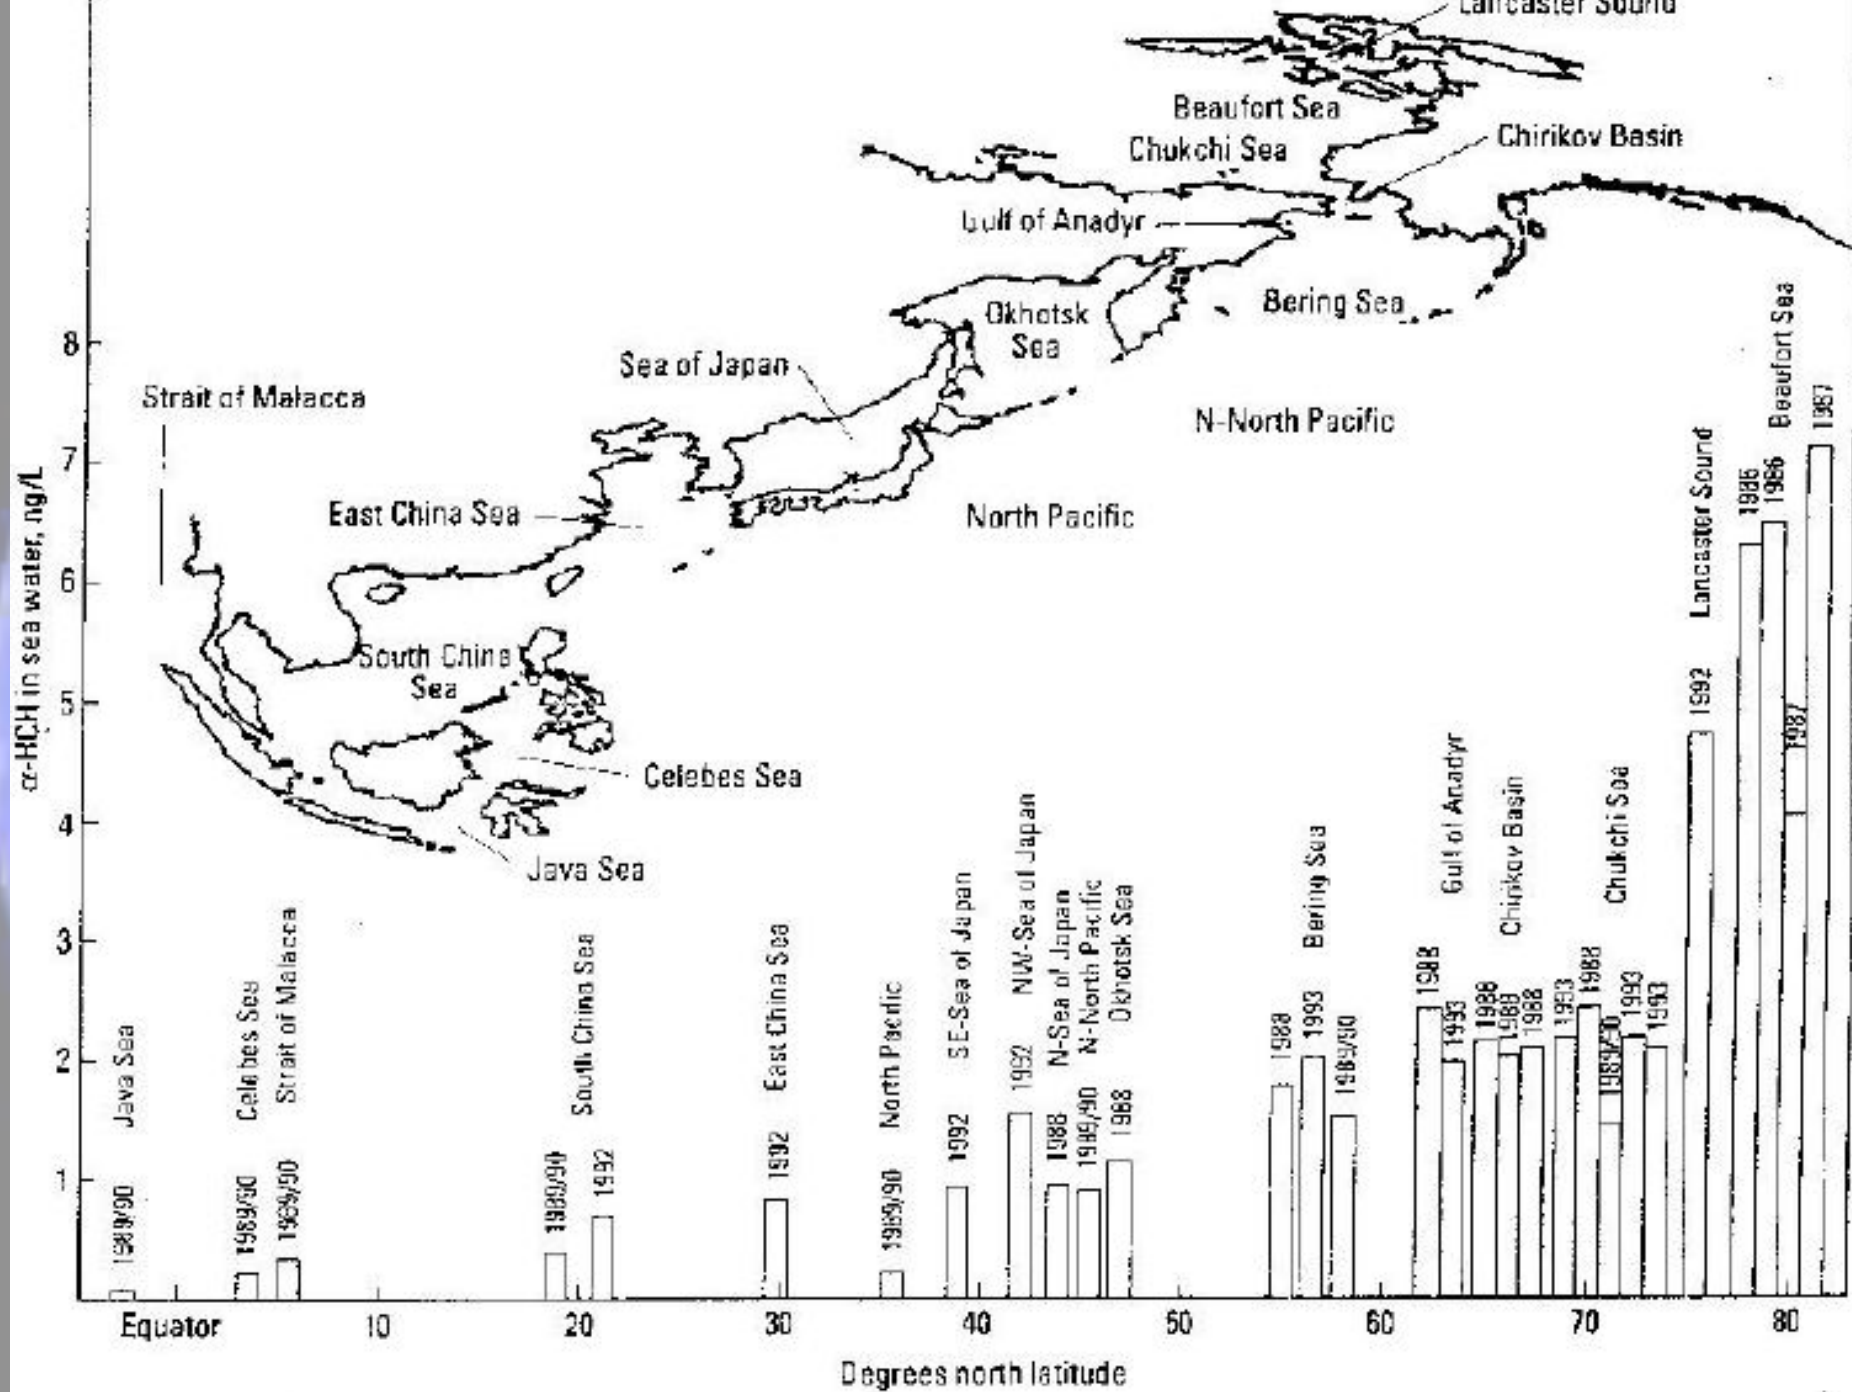 Lancaster Sound
Beaufort Sea
Chukchi Sea
Chirikov Basin
Gulf of Anadyr
Bering Sea
Okhotsk
Sea
Sea of Japan
N-North Pacific
Strait of Malacca
East China Sea
North Pacific
South China
Sea
Celebes Sea
Java Sea
α-HCH in sea water, ng/L
8
7
6
5
4
3
2
1
Java Sea
1989/90
Celebes Sea
1989/90
Strait of Malacca
1989/90
South China Sea
1989/90
1992
East China Sea
1992
North Pacific
1989/90
SE-Sea of Japan
1992
NW-Sea of Japan
1992
N-Sea of Japan
1988
N-North Pacific
1989/90
Okhotsk Sea
1988
Bering Sea
1988
1993
1989/90
Gulf of Anadyr
1988
1993
Chirikov Basin
1988
1988
Chukchi Sea
1993
1988
1989/90
1993
1993
Lancaster Sound
1992
Beaufort Sea
1986
1986
1987
1987
Equator
10
20
30
40
50
60
70
80
Degrees north latitude